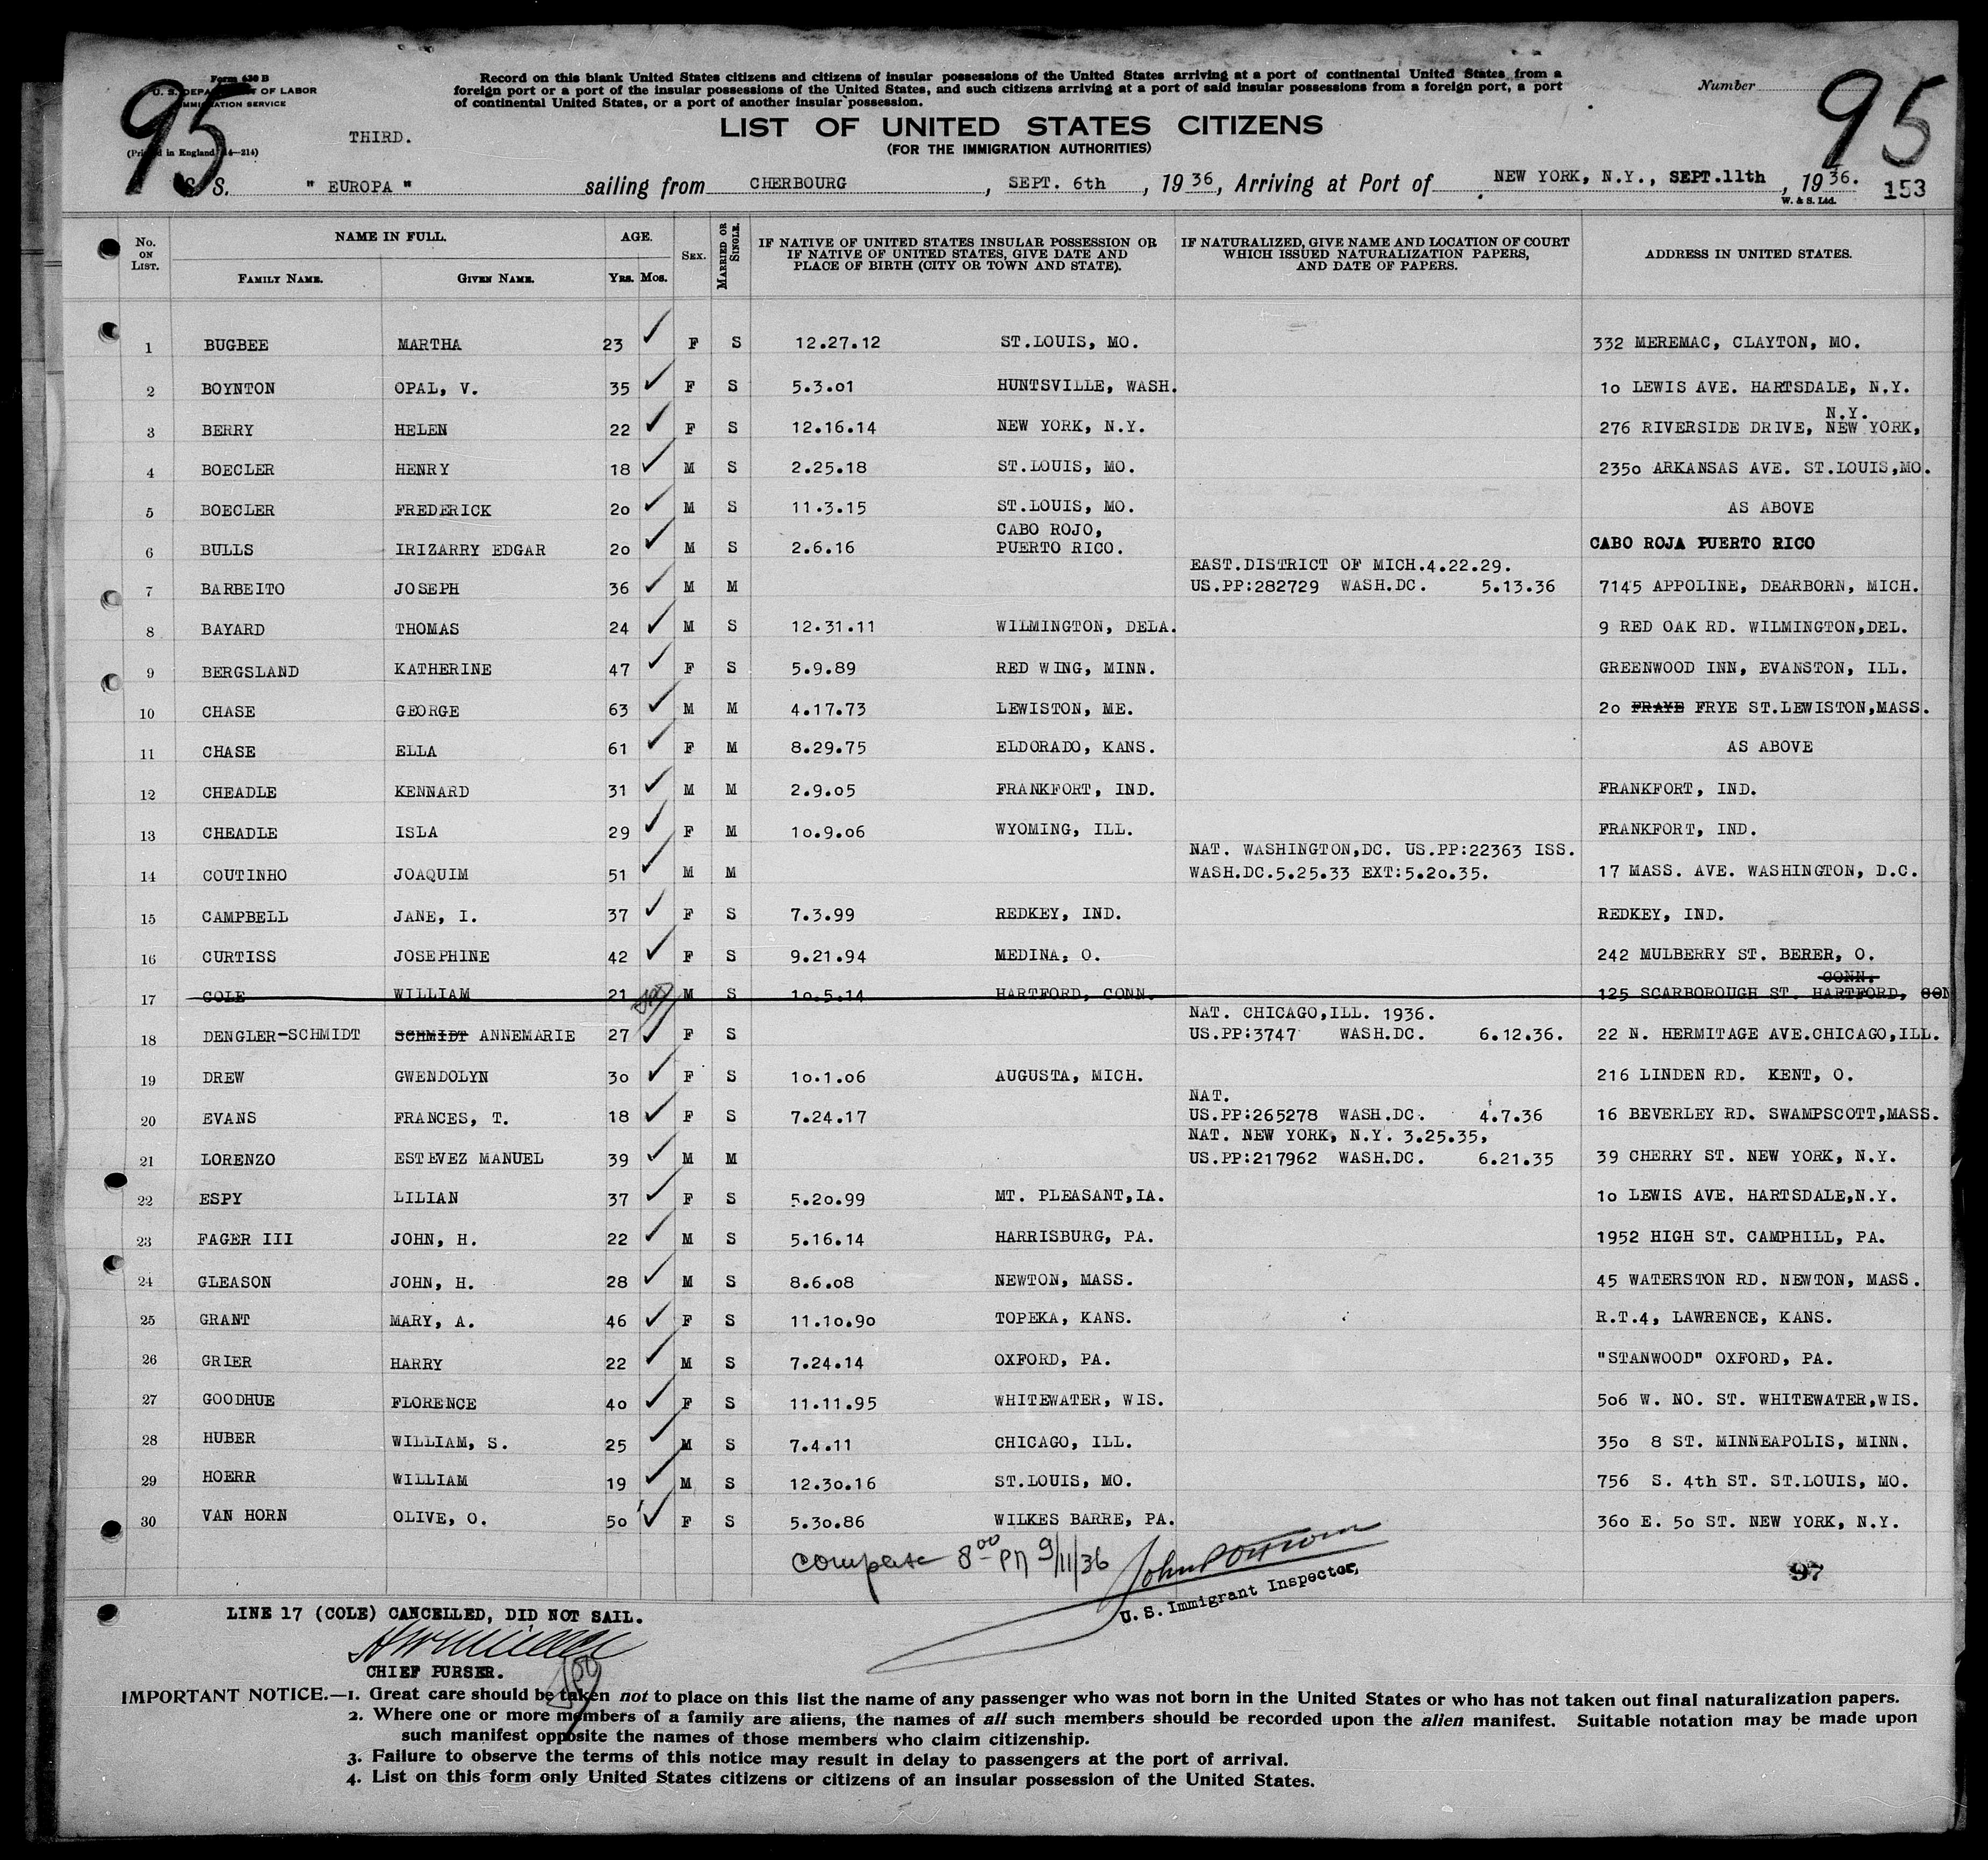 Form 630 B
U. S. DEPARTMENT OF LABOR
IMMIGRATION SERVICE
(Printed in England 14—214)
95
THIRD.
Record on this blank United States citizens and citizens of insular possessions of the United States arriving at a port of continental United States from a
foreign port or a port of the insular possessions of the United States, and such citizens arriving at a port of said insular possessions from a foreign port, a port
of continental United States, or a port of another insular possession.
Number
95
LIST OF UNITED STATES CITIZENS
(FOR THE IMMIGRATION AUTHORITIES)
S. S. " EUROPA " sailing from CHERBOURG, SEPT. 6th, 1936, Arriving at Port of NEW YORK, N.Y., SEPT.11th, 1936.
W. & S. Ltd.
153
No. ON LIST. NAME IN FULL. FAMILY NAME. GIVEN NAME. AGE. Yrs. Mos. SEX. MARRIED OR SINGLE. IF NATIVE OF UNITED STATES INSULAR POSSESSION OR IF NATIVE OF UNITED STATES, GIVE DATE AND PLACE OF BIRTH (CITY OR TOWN AND STATE). IF NATURALIZED, GIVE NAME AND LOCATION OF COURT WHICH ISSUED NATURALIZATION PAPERS, AND DATE OF PAPERS. ADDRESS IN UNITED STATES.
1 BUGBEE MARTHA 23 ✓ F S 12.27.12 ST.LOUIS, MO. 332 MEREMAC, CLAYTON, MO.
2 BOYNTON OPAL, V. 35 ✓ F S 5.3.01 HUNTSVILLE, WASH. 10 LEWIS AVE. HARTSDALE, N.Y.
N.Y.
3 BERRY HELEN 22 ✓ F S 12.16.14 NEW YORK, N.Y. 276 RIVERSIDE DRIVE, NEW YORK,
4 BOECLER HENRY 18 ✓ M S 2.25.18 ST.LOUIS, MO. 2350 ARKANSAS AVE. ST.LOUIS,MO.
5 BOECLER FREDERICK 20 ✓ M S 11.3.15 ST.LOUIS, MO. AS ABOVE
CABO ROJO,
6 BULLS IRIZARRY EDGAR 20 ✓ M S 2.6.16 PUERTO RICO. CABO ROJA PUERTO RICO
EAST.DISTRICT OF MICH.4.22.29.
7 BARBEITO JOSEPH 36 ✓ M M US.PP:282729 WASH.DC. 5.13.36 7145 APPOLINE, DEARBORN, MICH.
8 BAYARD THOMAS 24 ✓ M S 12.31.11 WILMINGTON, DELA. 9 RED OAK RD. WILMINGTON,DEL.
9 BERGSLAND KATHERINE 47 ✓ F S 5.9.89 RED WING, MINN. GREENWOOD INN, EVANSTON, ILL.
10 CHASE GEORGE 63 ✓ M M 4.17.73 LEWISTON, ME. 20 FRAYE FRYE ST.LEWISTON,MASS.
11 CHASE ELLA 61 ✓ F M 8.29.75 ELDORADO, KANS. AS ABOVE
12 CHEADLE KENNARD 31 ✓ M M 2.9.05 FRANKFORT, IND. FRANKFORT, IND.
13 CHEADLE ISLA 29 ✓ F M 10.9.06 WYOMING, ILL. FRANKFORT, IND.
NAT. WASHINGTON,DC. US.PP:22363 ISS.
14 COUTINHO JOAQUIM 51 ✓ M M WASH.DC.5.25.33 EXT:5.20.35. 17 MASS. AVE. WASHINGTON, D.C.
15 CAMPBELL JANE, I. 37 ✓ F S 7.3.99 REDKEY, IND. REDKEY, IND.
16 CURTISS JOSEPHINE 42 ✓ F S 9.21.94 MEDINA, O. 242 MULBERRY ST. BERER, O.
CONN.
17 COLE WILLIAM 21 M S 10.5.14 HARTFORD, CONN. 125 SCARBOROUGH ST. HARTFORD, CON
NAT. CHICAGO,ILL. 1936.
18 DENGLER-SCHMIDT SCHMIDT ANNEMARIE 27 ✓ F S US.PP:3747 WASH.DC. 6.12.36. 22 N. HERMITAGE AVE.CHICAGO,ILL.
19 DREW GWENDOLYN 30 ✓ F S 10.1.06 AUGUSTA, MICH. 216 LINDEN RD. KENT, O.
NAT.
20 EVANS FRANCES, T. 18 ✓ F S 7.24.17 US.PP:265278 WASH.DC. 4.7.36 16 BEVERLEY RD. SWAMPSCOTT,MASS.
NAT. NEW YORK, N.Y. 3.25.35,
21 LORENZO ESTEVEZ MANUEL 39 ✓ M M US.PP:217962 WASH.DC. 6.21.35 39 CHERRY ST. NEW YORK, N.Y.
22 ESPY LILIAN 37 ✓ F S 5.20.99 MT. PLEASANT,IA. 10 LEWIS AVE. HARTSDALE,N.Y.
23 FAGER III JOHN, H. 22 ✓ M S 5.16.14 HARRISBURG, PA. 1952 HIGH ST. CAMPHILL, PA.
24 GLEASON JOHN, H. 28 ✓ M S 8.6.08 NEWTON, MASS. 45 WATERSTON RD. NEWTON, MASS.
25 GRANT MARY, A. 46 ✓ F S 11.10.90 TOPEKA, KANS. R.T.4, LAWRENCE, KANS.
26 GRIER HARRY 22 ✓ M S 7.24.14 OXFORD, PA. "STANWOOD" OXFORD, PA.
27 GOODHUE FLORENCE 40 ✓ F S 11.11.95 WHITEWATER, WIS. 506 W. NO. ST. WHITEWATER,WIS.
28 HUBER WILLIAM, S. 25 ✓ M S 7.4.11 CHICAGO, ILL. 350 8 ST. MINNEAPOLIS, MINN.
29 HOERR WILLIAM 19 ✓ M S 12.30.16 ST.LOUIS, MO. 756 S. 4th ST. ST.LOUIS, MO.
30 VAN HORN OLIVE, O. 50 ✓ F S 5.30.86 WILKES BARRE, PA. 360 E. 50 ST. NEW YORK, N.Y.
complete 8 00 PM 9/11/36
U. S. Immigrant Inspector,
97
LINE 17 (COLE) CANCELLED, DID NOT SAIL.
CHIEF PURSER.
IMPORTANT NOTICE.—1. Great care should be taken not to place on this list the name of any passenger who was not born in the United States or who has not taken out final naturalization papers.
2. Where one or more members of a family are aliens, the names of all such members should be recorded upon the alien manifest. Suitable notation may be made upon
such manifest opposite the names of those members who claim citizenship.
3. Failure to observe the terms of this notice may result in delay to passengers at the port of arrival.
4. List on this form only United States citizens or citizens of an insular possession of the United States.